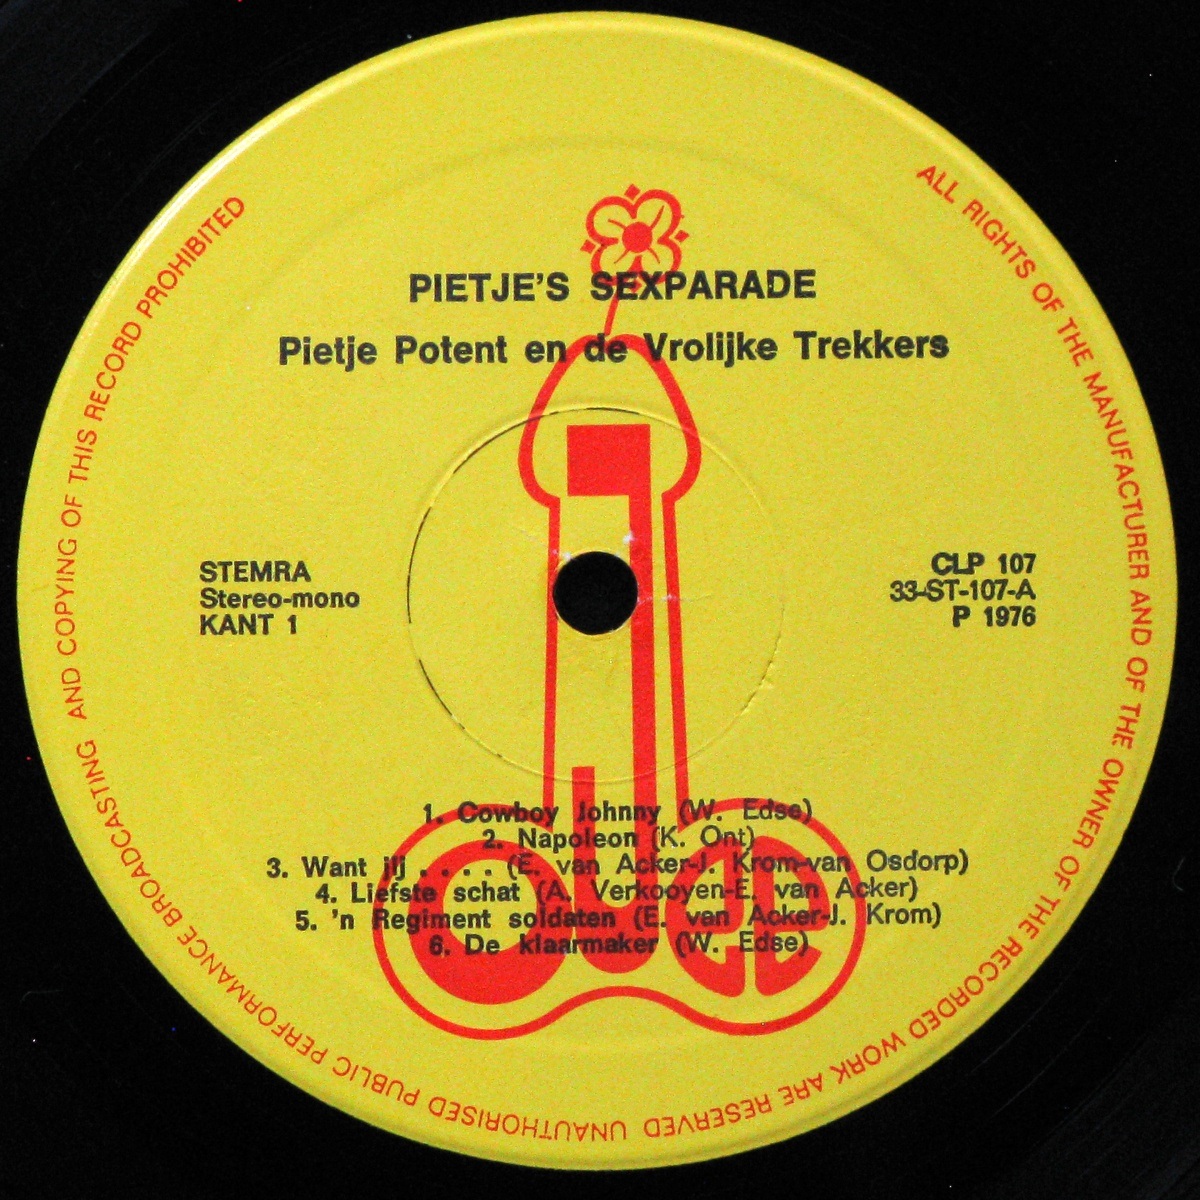 PIETJE'S SEXPARADE
Pietje Potent en de Vrolijke Trekkers
STEMRA
Stereo-mono
KANT 1
CLP 107
33-ST-107-A
P 1976
1. Cowboy Johnny (W. Edse)
2. Napoleon (K. Ont)
3. Want jij . . . . (E. van Acker-J. Krom-van Osdorp)
4. Liefste schat (A. Verkooyen-E. van Acker)
5. 'n Regiment soldaten (E. van Acker-J. Krom)
6. De klaarmaker (W. Edse)
ALL RIGHTS OF THE MANUFACTURER AND OF THE OWNER OF THE RECORDED WORK ARE RESERVED UNAUTHORISED PUBLIC PERFORMANCE BROADCASTING AND COPYING OF THIS RECORD PROHIBITED